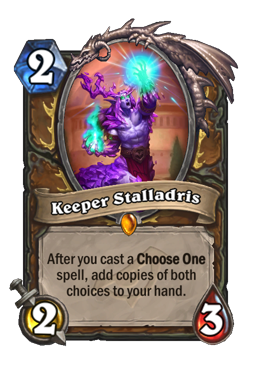 2
Keeper Stalladris
After you cast a Choose One
spell, add copies of both
choices to your hand.
2
3